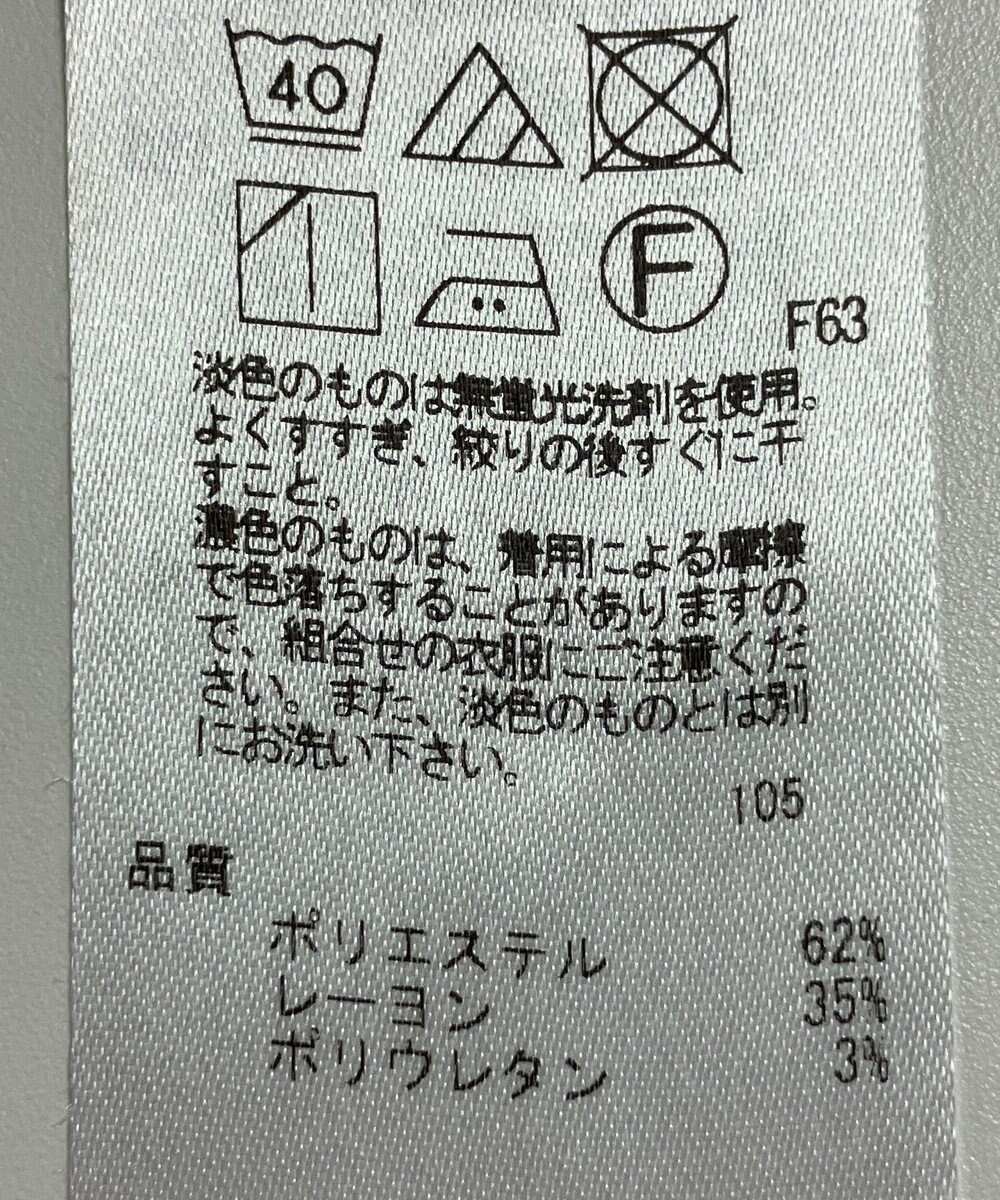 40
F
F63
淡色のものは無蛍光洗剤を使用。
よくすすぎ、絞りの後すぐに干
すこと。
濃色のものは、着用による摩擦
で色落ちすることがありますの
で、組合せの衣服にご注意くだ
さい。また、淡色のものとは別
にお洗い下さい。
105
品質
ポリエステル 62%
レーヨン 35%
ポリウレタン 3%